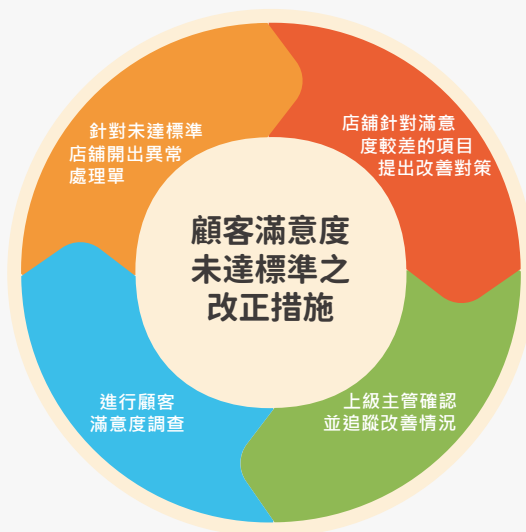 顧客滿意度
未達標準之
改正措施
針對未達標準
店舖開出異常
處理單
店舖針對滿意
度較差的項目
提出改善對策
上級主管確認
並追蹤改善情況
進行顧客
滿意度調查